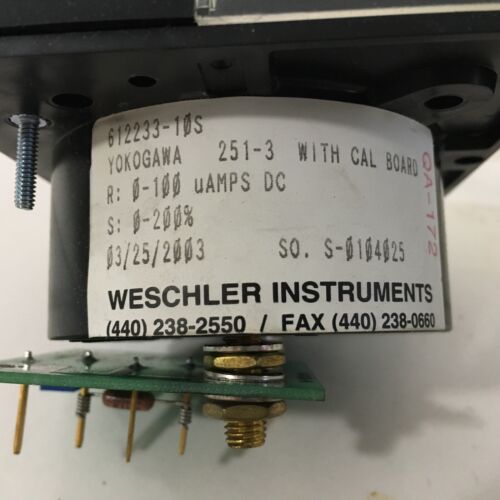 612233-10S
YOKOGAWA 251-3 WITH CAL BOARD
R: 0-100 uAMPS DC
S: 0-200%
03/25/2003 SO. S-0104025
QA-172
WESCHLER INSTRUMENTS
(440) 238-2550 / FAX (440) 238-0660